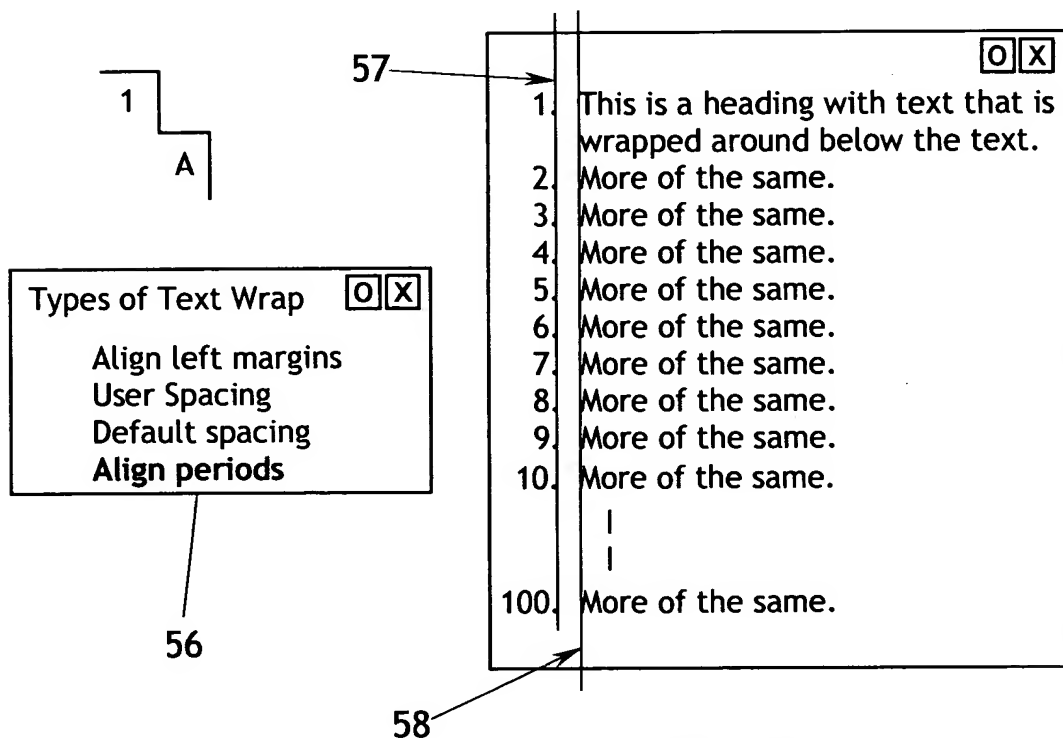 1
A
Types of Text Wrap O X
Align left margins
User Spacing
Default spacing
Align periods
56
57
58
O X
1. This is a heading with text that is
wrapped around below the text.
2. More of the same.
3. More of the same.
4. More of the same.
5. More of the same.
6. More of the same.
7. More of the same.
8. More of the same.
9. More of the same.
10. More of the same.
100. More of the same.